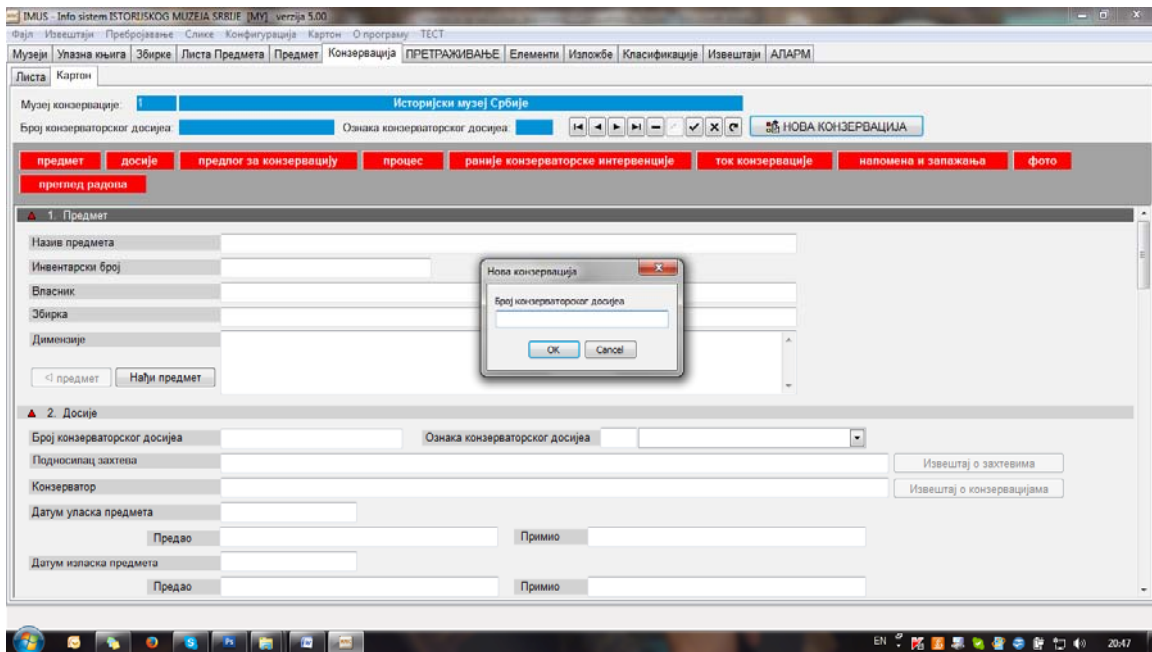 IMUS - Info sistem ISTORIJSKOG MUZEJA SRBIJE [MY] verzija 5.00
Фајл Извештаји Пребројавање Слике Конфигурација Картон О програму ТЕСТ
Музеји Улазна књига Збирке Листа Предмета Предмет Конзервација ПРЕТРАЖИВАЊЕ Елементи Изложбе Класификације Извештаји АЛАРМ
Листа Картон
Музеј конзервације: 1 Историјски музеј Србије
Број конзерваторског досијеа: Ознака конзерваторског досијеа: НОВА КОНЗЕРВАЦИЈА
предмет досије предлог за конзервацију процес раније конзерваторске интервенције ток конзервације напомена и запажања фото
преглед радова
1. Предмет
Назив предмета
Инвентарски број
Власник
Збирка
Димензије
предмет Нађи предмет
Нова конзервација
Број конзерваторског досијеа
OK Cancel
2. Досије
Број конзерваторског досијеа Ознака конзерваторског досијеа
Подносилац захтева Извештај о захтевима
Конзерватор Извештај о конзервацијама
Датум уласка предмета
Предао Примио
Датум изласка предмета
Предао Примио
EN 20:47